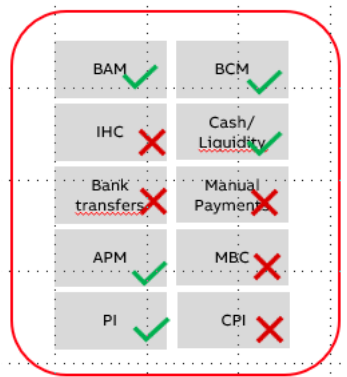 BAM
BCM
IHC
Cash/
Liquidity
Bank
transfers
Manual
Payments
APM
MBC
PI
CPI